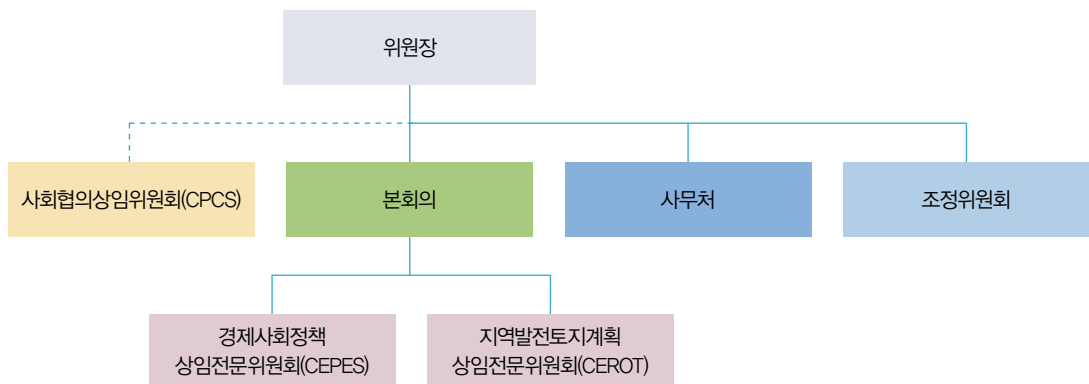 위원장
사회협의상임위원회(CPCS)
본회의
사무처
조정위원회
경제사회정책
상임전문위원회(CEPES)
지역발전토지계획
상임전문위원회(CEROT)